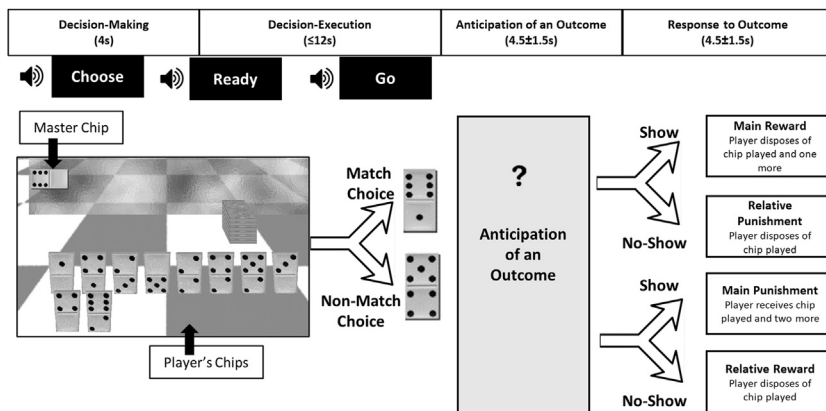 Decision-Making
(4s)
Decision-Execution
(≤12s)
Anticipation of an Outcome
(4.5±1.5s)
Response to Outcome
(4.5±1.5s)
Choose
Ready
Go
Master Chip
Match
Choice
Non-Match
Choice
Player's Chips
?
Anticipation
of an
Outcome
Show
No-Show
Show
No-Show
Main Reward
Player disposes of
chip played and one
more
Relative
Punishment
Player disposes of
chip played
Main Punishment
Player receives chip
played and two more
Relative Reward
Player disposes of
chip played